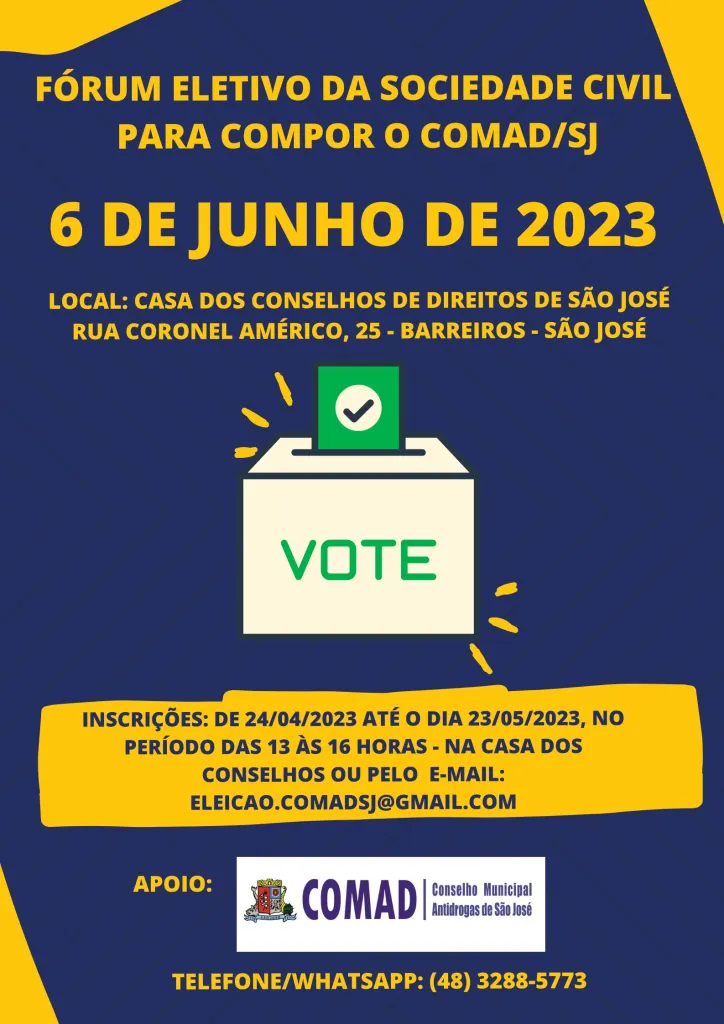 FÓRUM ELETIVO DA SOCIEDADE CIVIL
PARA COMPOR O COMAD/SJ
6 DE JUNHO DE 2023
LOCAL: CASA DOS CONSELHOS DE DIREITOS DE SÃO JOSÉ
RUA CORONEL AMÉRICO, 25 - BARREIROS - SÃO JOSÉ
VOTE
INSCRIÇÕES: DE 24/04/2023 ATÉ O DIA 23/05/2023, NO
PERÍODO DAS 13 ÀS 16 HORAS - NA CASA DOS
CONSELHOS OU PELO E-MAIL:
ELEICAO.COMADSJ@GMAIL.COM
APOIO:
COMAD
Conselho Municipal
Antidrogas de São José
TELEFONE/WHATSAPP: (48) 3288-5773